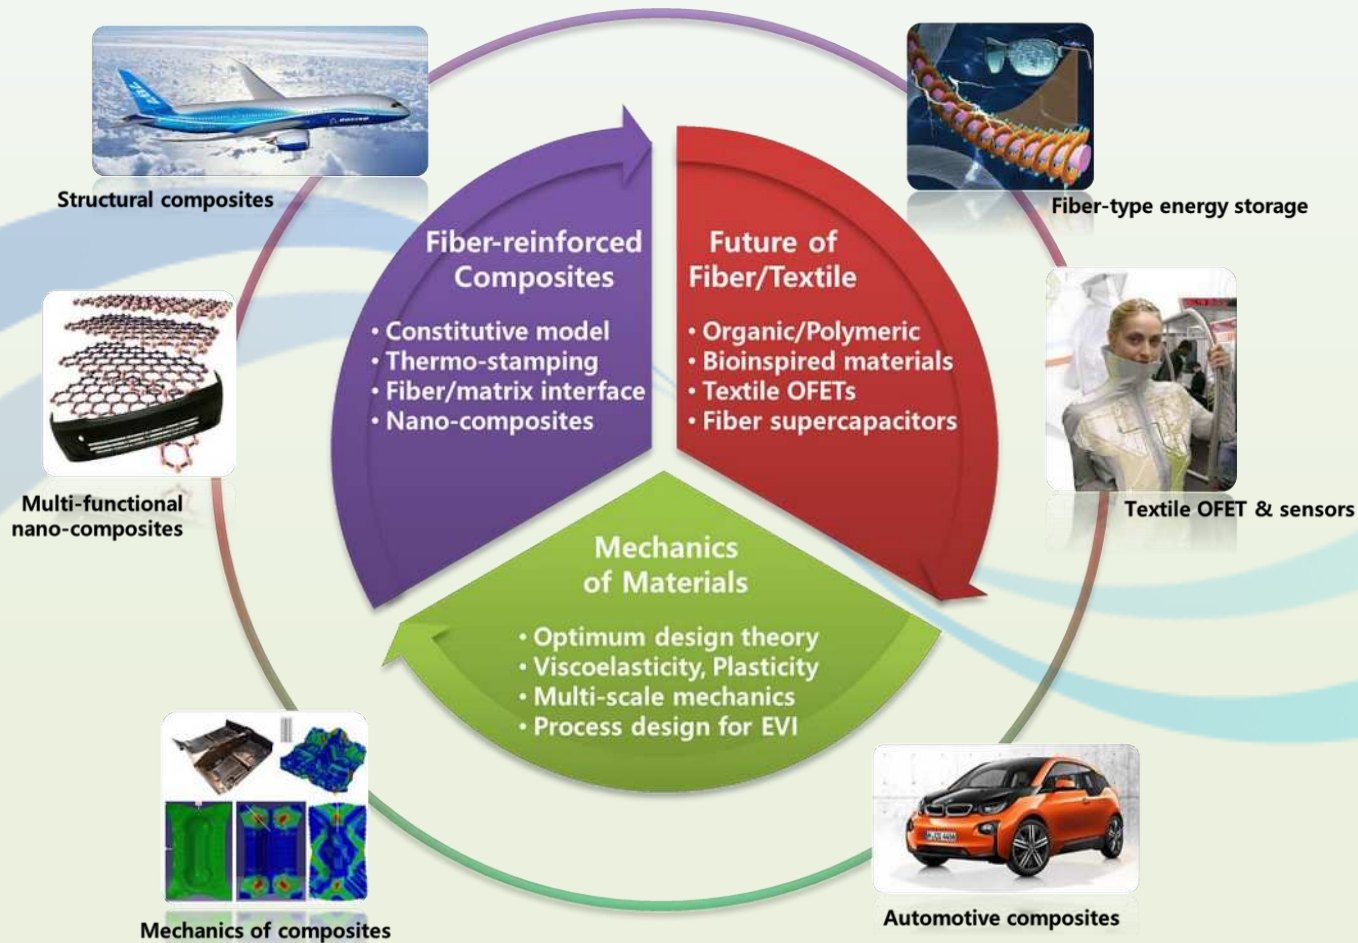 787
BOEING
Structural composites
Fiber-type energy storage
Fiber-reinforced
Composites
• Constitutive model
• Thermo-stamping
• Fiber/matrix interface
• Nano-composites
Future of
Fiber/Textile
• Organic/Polymeric
• Bioinspired materials
• Textile OFETs
• Fiber supercapacitors
Multi-functional
nano-composites
Textile OFET & sensors
Mechanics
of Materials
• Optimum design theory
• Viscoelasticity, Plasticity
• Multi-scale mechanics
• Process design for EVI
Mechanics of composites
Automotive composites